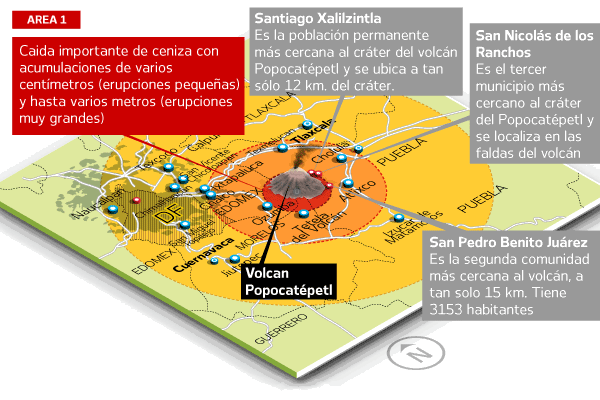 AREA 1
Caida importante de ceniza con
acumulaciones de varios
centímetros (erupciones pequeñas)
y hasta varios metros (erupciones
muy grandes)
Santiago Xalilzintla
Es la población permanente
más cercana al cráter del volcán
Popocatépetl y se ubica a tan
sólo 12 km. del cráter.
San Nicolás de los
Ranchos
Es el tercer
municipio más
cercano al cráter
del Popocatépetl y
se localiza en las
faldas del volcán
TLAXCALA
Tlaxcala
Cholula
PUEBLA
PUEBLA
Texcoco
Naucalpan
DF
EDOMEX
Atlixco
Tetela
del Volcán
Izucar de
Matamoros
MORELOS
EDOMEX
Cuernavaca
Jiutepec
GUERRERO
Volcan
Popocatépetl
San Pedro Benito Juárez
Es la segunda comunidad
más cercana al volcán, a
tan solo 15 km. Tiene
3153 habitantes
N